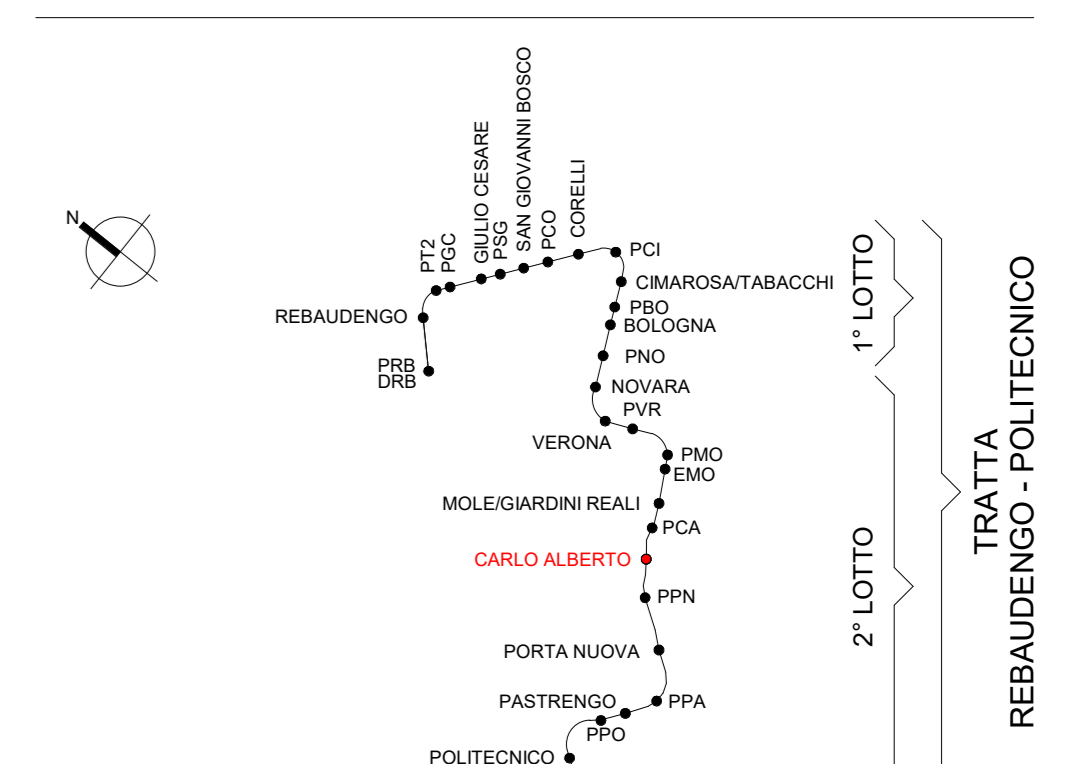 N
PT2
PGC
GIULIO CESARE
PSG
SAN GIOVANNI BOSCO
PCO
CORELLI
PCI
CIMAROSA/TABACCHI
REBAUDENGO
PBO
BOLOGNA
PRB
DRB
PNO
NOVARA
PVR
VERONA
PMO
EMO
MOLE/GIARDINI REALI
PCA
CARLO ALBERTO
PPN
PORTA NUOVA
PASTRENGO
PPA
PPO
POLITECNICO
1° LOTTO
2° LOTTO
TRATTA
REBAUDENGO - POLITECNICO